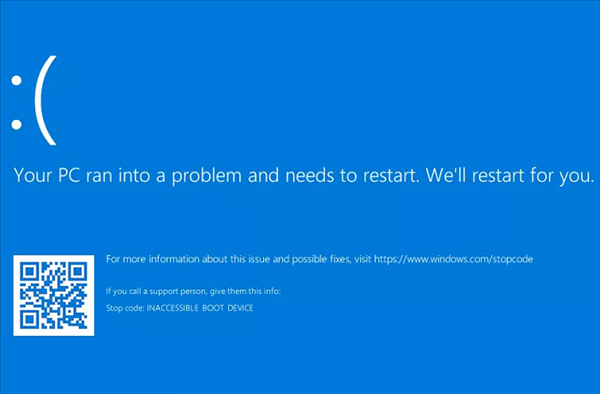 :(
Your PC ran into a problem and needs to restart. We'll restart for you.
For more information about this issue and possible fixes, visit https://www.windows.com/stopcode
If you call a support person, give them this info:
Stop code: INACCESSIBLE BOOT DEVICE